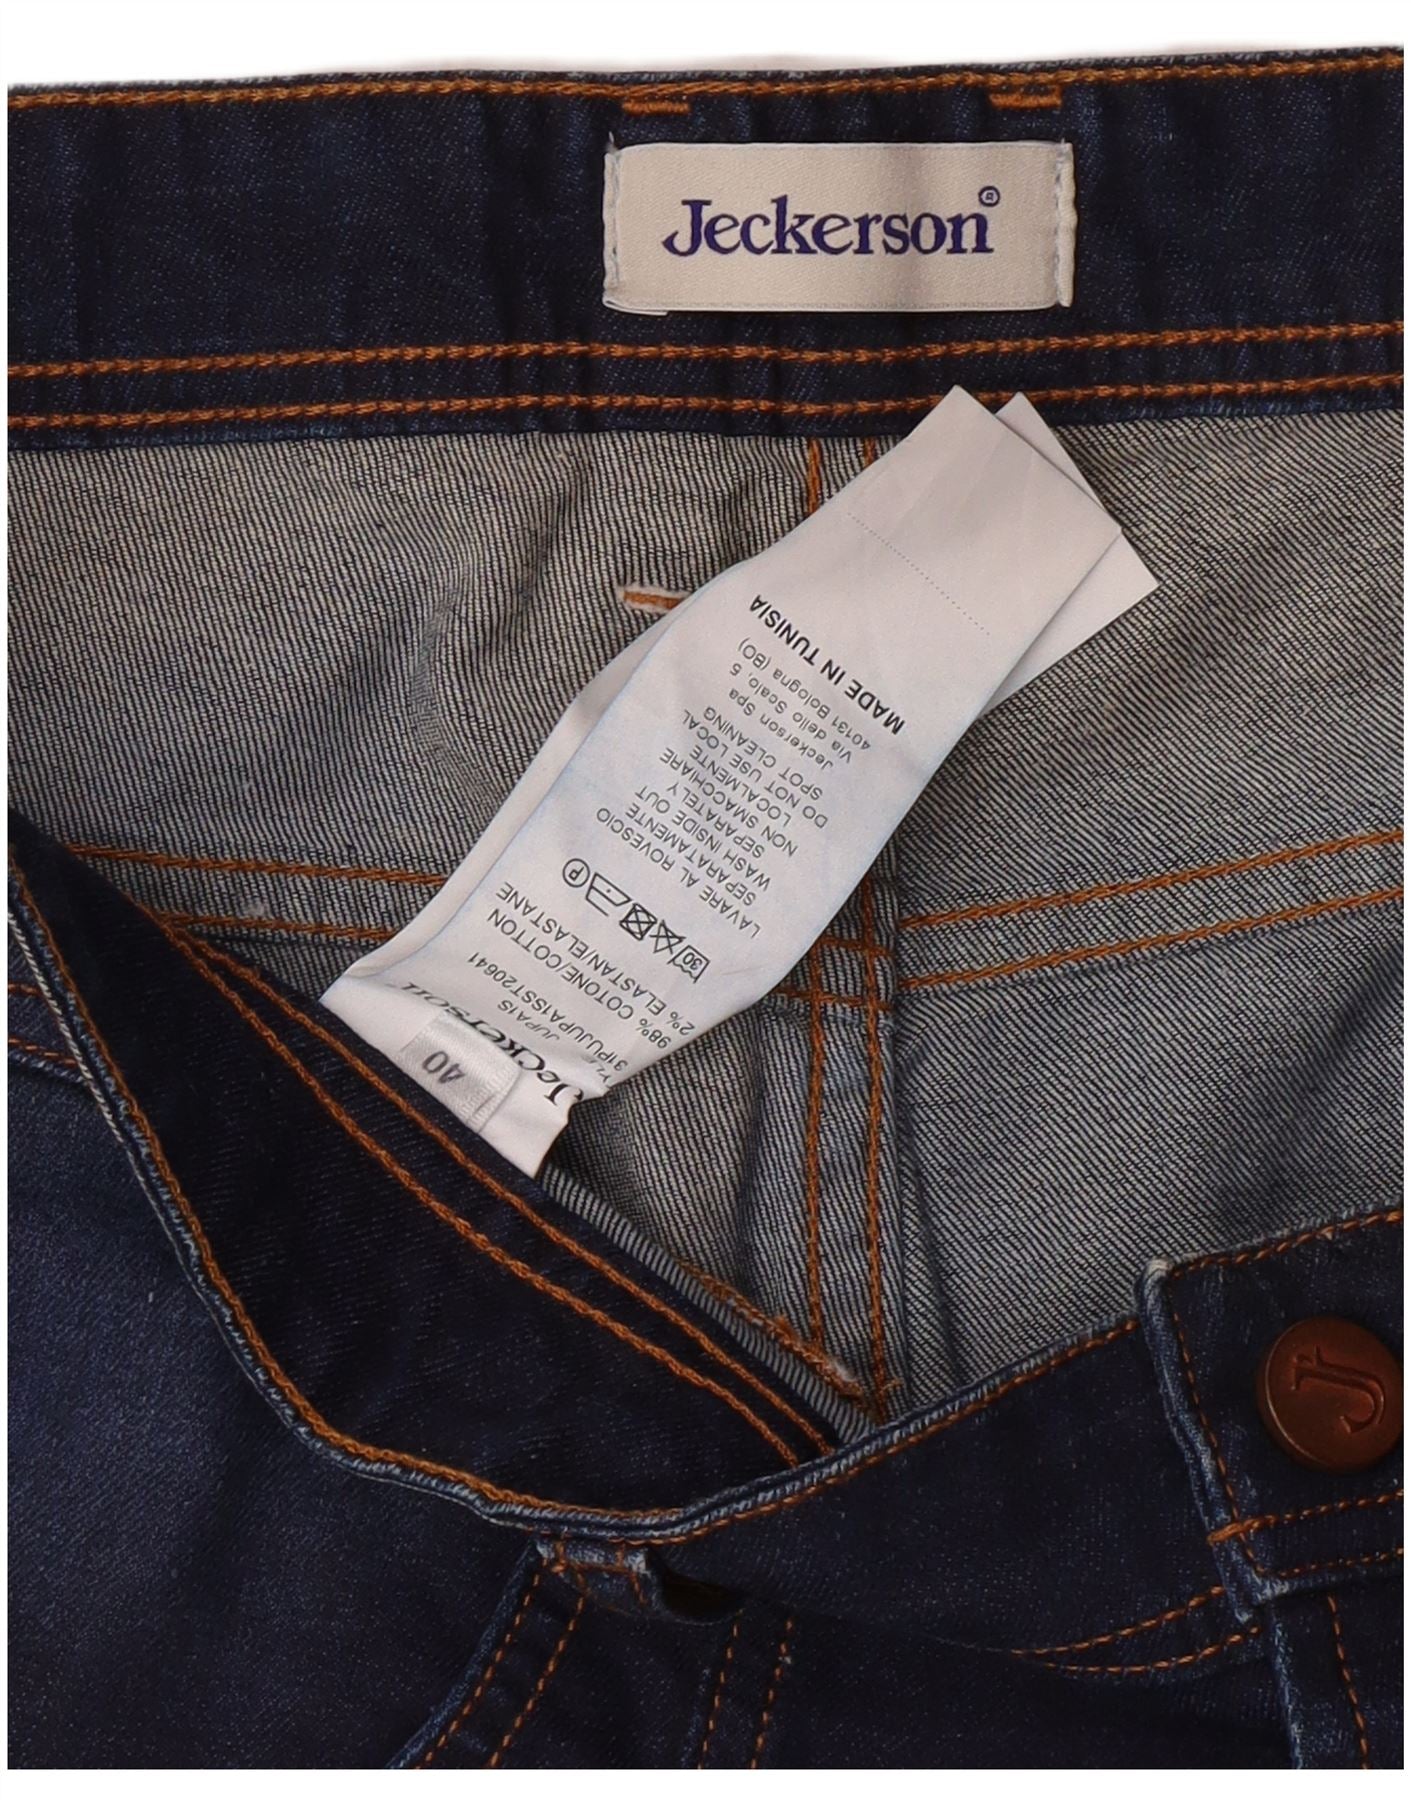 Jeckerson®
Jeckerson
40
JUPA1S
31PUJUPA1SST20641
98% COTONE/COTTON
2% ELASTAN/ELASTANE
30 P
LAVARE AL ROVESCIO
SEPARATAMENTE
WASH INSIDE OUT
SEPARATELY
NON SMACCHIARE
LOCALMENTE
DO NOT USE LOCAL
SPOT CLEANING
Jeckerson Spa
Via dello Scalo, 5
40131 Bologna (BO)
MADE IN TUNISIA
J